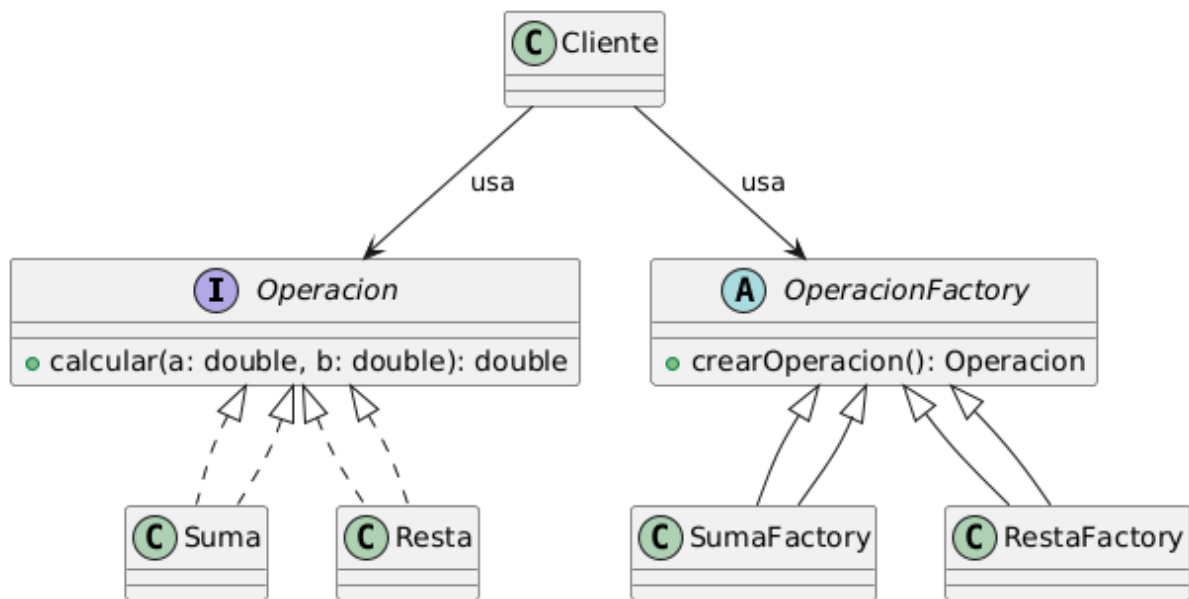 C Cliente
usa
usa
I Operacion
calcular(a: double, b: double): double
A OperacionFactory
crearOperacion(): Operacion
C Suma
C Resta
C SumaFactory
C RestaFactory